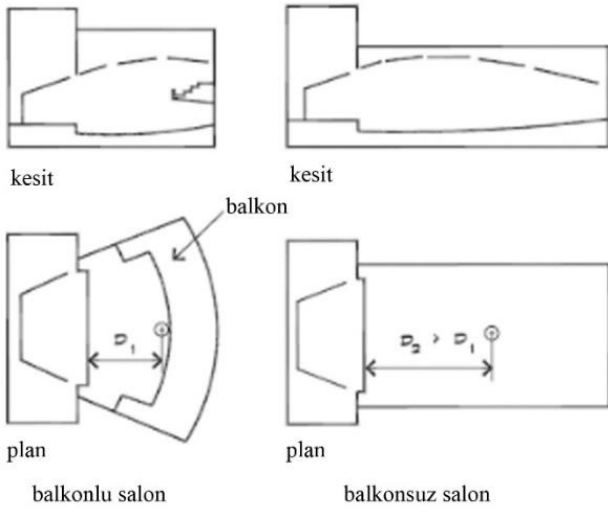 kesit
kesit
balkon
D₁
D₂ > D₁
plan
plan
balkonlu salon
balkonsuz salon